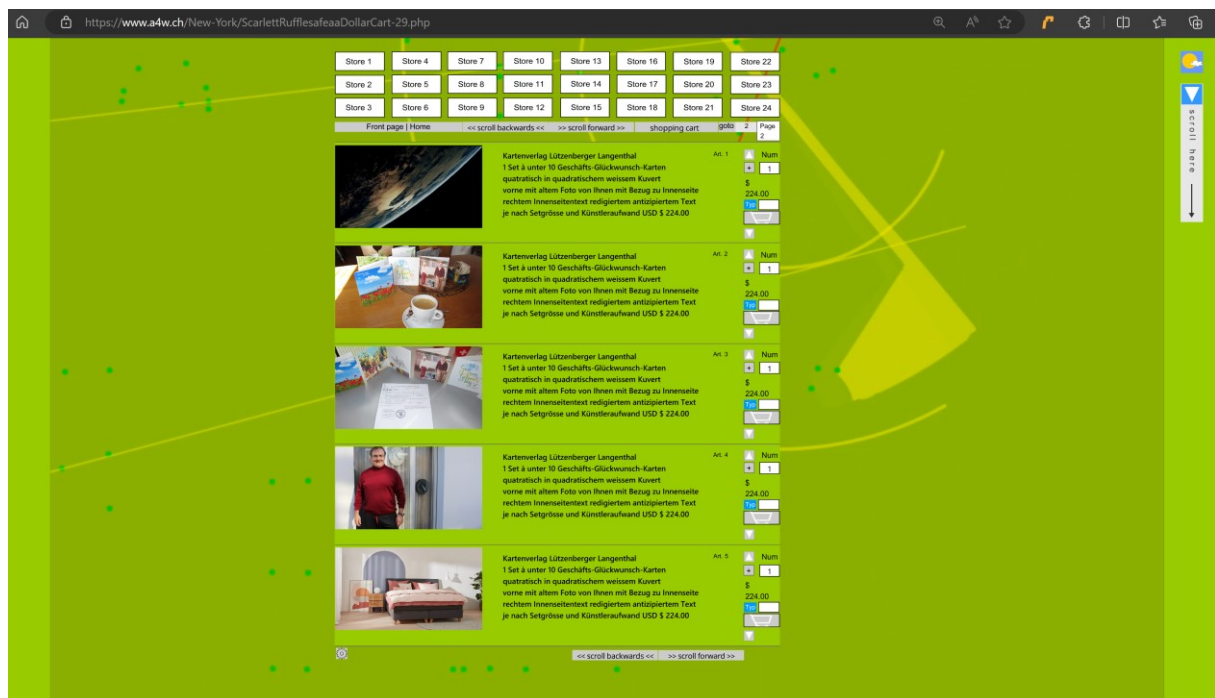 https://www.a4w.ch/New-York/ScarlettRufflesafeaaDollarCart-29.php
Store 1 Store 4 Store 7 Store 10 Store 13 Store 16 Store 19 Store 22
Store 2 Store 5 Store 8 Store 11 Store 14 Store 17 Store 20 Store 23
Store 3 Store 6 Store 9 Store 12 Store 15 Store 18 Store 21 Store 24
Front page | Home << scroll backwards << >> scroll forward >> shopping cart goto 2 Page
2
scroll here
Kartenverlag Lützenberger Langenthal Art. 1 Num
1 Set à unter 10 Geschäfts-Glückwunsch-Karten + 1
quatratisch in quadratischem weissem Kuvert $
vorne mit altem Foto von Ihnen mit Bezug zu Innenseite 224.00
rechtem Innenseitentext redigiertem antizipiertem Text Typ
je nach Setgrösse und Künstleraufwand USD $ 224.00
Kartenverlag Lützenberger Langenthal Art. 2 Num
1 Set à unter 10 Geschäfts-Glückwunsch-Karten + 1
quatratisch in quadratischem weissem Kuvert $
vorne mit altem Foto von Ihnen mit Bezug zu Innenseite 224.00
rechtem Innenseitentext redigiertem antizipiertem Text Typ
je nach Setgrösse und Künstleraufwand USD $ 224.00
Kartenverlag Lützenberger Langenthal Art. 3 Num
1 Set à unter 10 Geschäfts-Glückwunsch-Karten + 1
quatratisch in quadratischem weissem Kuvert $
vorne mit altem Foto von Ihnen mit Bezug zu Innenseite 224.00
rechtem Innenseitentext redigiertem antizipiertem Text Typ
je nach Setgrösse und Künstleraufwand USD $ 224.00
Kartenverlag Lützenberger Langenthal Art. 4 Num
1 Set à unter 10 Geschäfts-Glückwunsch-Karten + 1
quatratisch in quadratischem weissem Kuvert $
vorne mit altem Foto von Ihnen mit Bezug zu Innenseite 224.00
rechtem Innenseitentext redigiertem antizipiertem Text Typ
je nach Setgrösse und Künstleraufwand USD $ 224.00
Kartenverlag Lützenberger Langenthal Art. 5 Num
1 Set à unter 10 Geschäfts-Glückwunsch-Karten + 1
quatratisch in quadratischem weissem Kuvert $
vorne mit altem Foto von Ihnen mit Bezug zu Innenseite 224.00
rechtem Innenseitentext redigiertem antizipiertem Text Typ
je nach Setgrösse und Künstleraufwand USD $ 224.00
<< scroll backwards << >> scroll forward >>